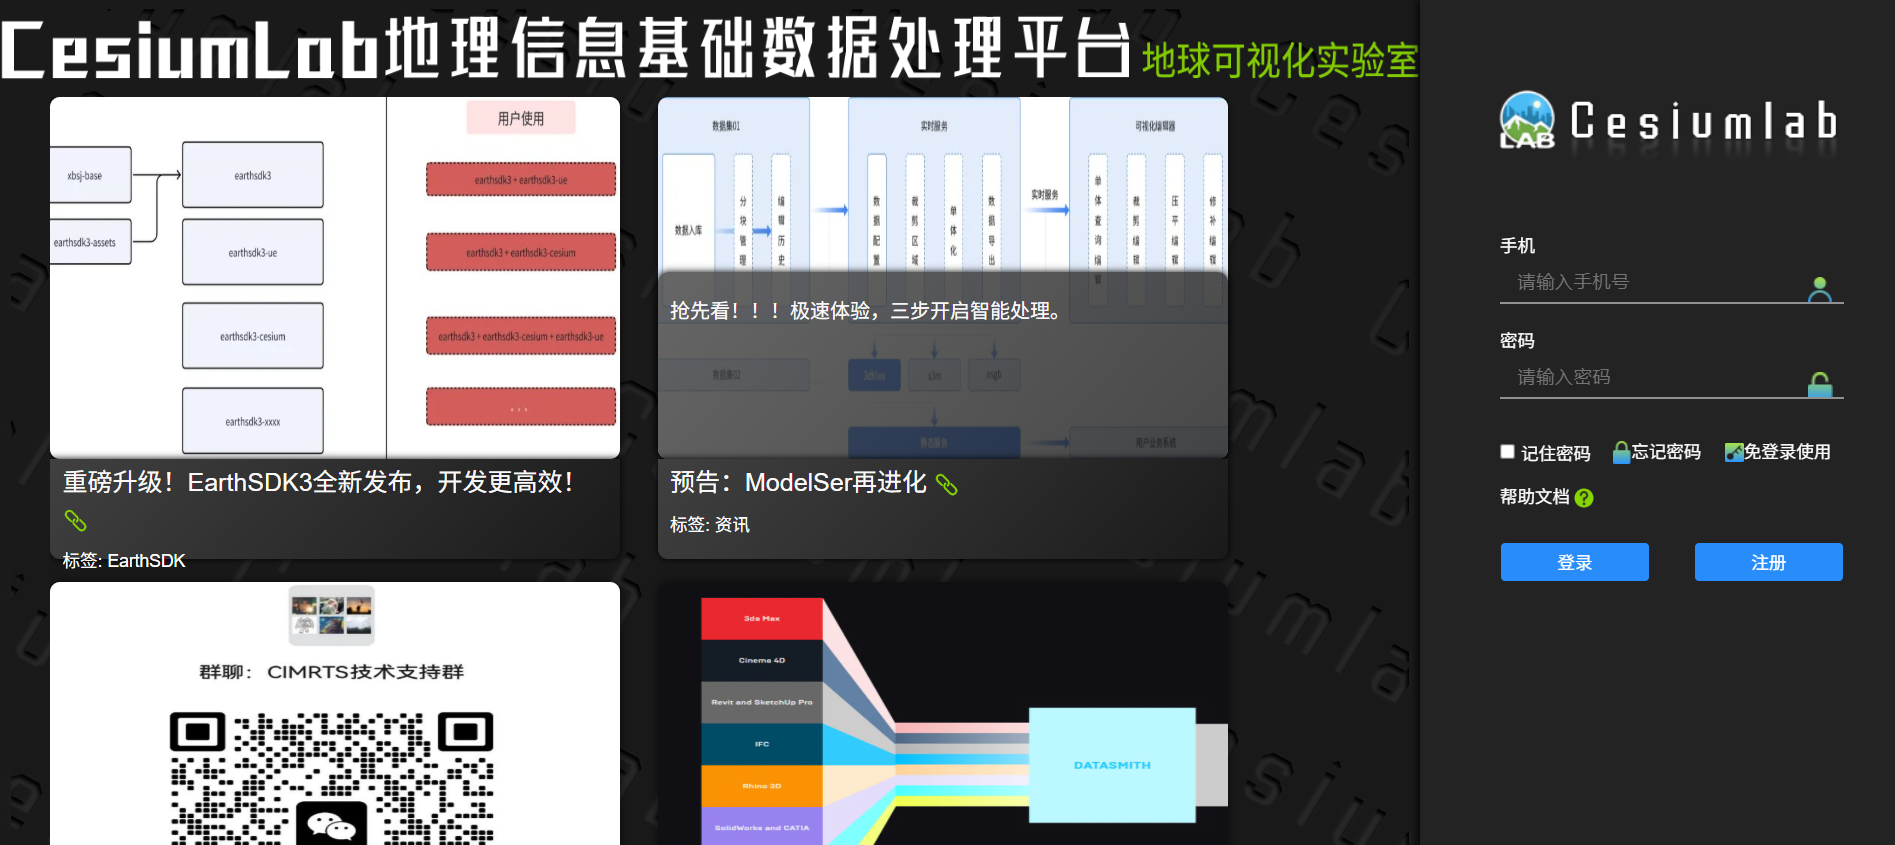 CesiumLab地理信息基础数据处理平台 地球可视化实验室
用户使用
xbsj-base
earthsdk3
earthsdk3 + earthsdk3-ue
earthsdk3-assets
earthsdk3-ue
earthsdk3 + earthsdk3-cesium
earthsdk3-cesium
earthsdk3 + earthsdk3-cesium + earthsdk3-ue
earthsdk3-xxxx
...
重磅升级！EarthSDK3全新发布，开发更高效！
标签: EarthSDK
数据集01
实时服务
可视化编辑器
数据入库
分块管理
编辑历史
数据配置
裁剪区域
单体化
数据导出
实时服务
单体查询编辑
裁剪编辑
压平编辑
修补编辑
抢先看！！！极速体验，三步开启智能处理。
数据集02
3dtiles
s3m
osgb
静态服务
用户业务系统
预告：ModelSer再进化
标签: 资讯
群聊：CIMRTS技术支持群
3ds Max
Cinema 4D
Revit and SketchUp Pro
IFC
Rhino 3D
SolidWorks and CATIA
DATASMITH
LAB
Cesiumlab
手机
请输入手机号
密码
请输入密码
记住密码 忘记密码 免登录使用
帮助文档
登录 注册